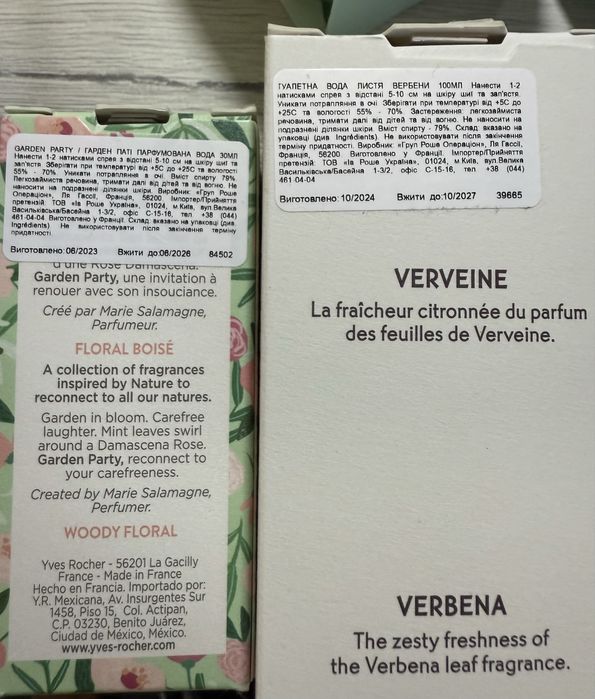 GARDEN PARTY / ГАРДЕН ПАТІ ПАРФУМОВАНА ВОДА 30МЛ
Нанести 1-2 натисками спрея з відстані 5-10 см на шкіру шиї та
зап'ястя Зберігати при температурі від +5С до +25С та вологості
55% - 70%. Уникати потрапляння в очі. Вміст спирту 79%.
Легкозаймиста речовина, тримати далі від дітей та від вогню. Не
наносити на подразнені ділянки шкіри. Виробник «Груп Роше
Операціон», Ля Гасілі, Франція, 56200 Імпортер/Прийняття
претензій: ТОВ «Ів Роше Україна», 01024, м.Київ, вул.Велика
Васильківська/Басейна 1-3/2, офіс С-15-16, тел. +38 (044)
461-04-04 Виготовлено у Франції. Склад: вказано на упаковці (див
Ingrédients) Не використовувати після закінчення терміну
придатності.
Виготовлено:06/2023 Вжити до:06/2026 84502
d'une Rose Damascena.
Garden Party, une invitation à
renouer avec son insouciance.
Créé par Marie Salamagne,
Parfumeur.
FLORAL BOISÉ
A collection of fragrances
inspired by Nature to
reconnect to all our natures.
Garden in bloom. Carefree
laughter. Mint leaves swirl
around a Damascena Rose.
Garden Party, reconnect to
your carefreeness.
Created by Marie Salamagne,
Perfumer.
WOODY FLORAL
Yves Rocher - 56201 La Gacilly
France - Made in France
Hecho en Francia. Importado por:
Y.R. Mexicana, Av. Insurgentes Sur
1458, Piso 15, Col. Actipan,
C.P. 03230, Benito Juárez,
Ciudad de México, México.
www.yves-rocher.com
ТУАЛЕТНА ВОДА ЛИСТЯ ВЕРБЕНИ 100МЛ Нанести 1-2
натисками спрея з відстані 5-10 см на шкіру шиї та зап'ястя.
Уникати потрапляння в очі Зберігати при температурі від +5С до
+25С та вологості 55% - 70%. Застереження: легкозаймиста
речовина, тримати далі від дітей та від вогню. Не наносити на
подразнені ділянки шкіри. Вміст спирту - 79%. Склад вказано на
упаковці (див Ingrédients). Не використовувати після закінчення
терміну придатності. Виробник «Груп Роше Операціон», Ля Гасілі,
Франція, 56200 Виготовлено у Франції. Імпортер/Прийняття
претензій: ТОВ «Ів Роше Україна», 01024, м.Київ, вул.Велика
Васильківська/Басейна 1-3/2, офіс С-15-16, тел. +38 (044)
461 04-04
Виготовлено: 10/2024 Вжити до:10/2027 39665
VERVEINE
La fraîcheur citronnée du parfum
des feuilles de Verveine.
VERBENA
The zesty freshness of
the Verbena leaf fragrance.